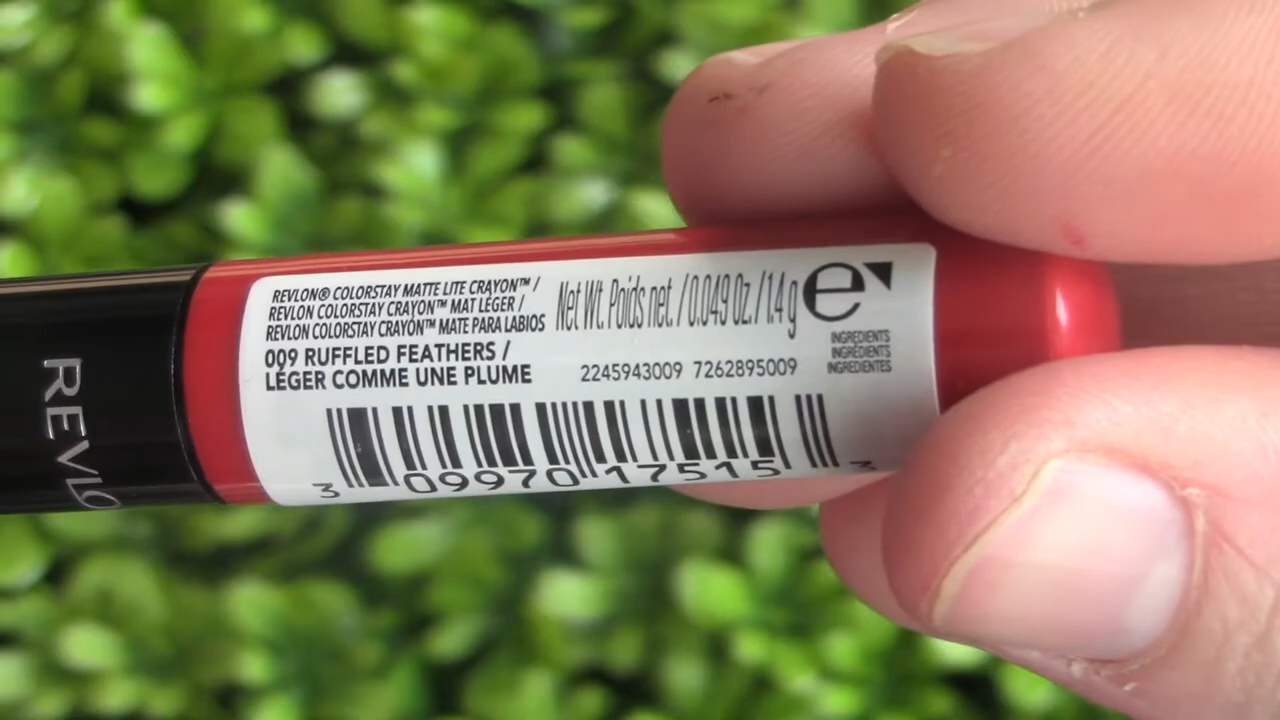 REVLO
REVLON® COLORSTAY MATTE LITE CRAYON™ /
REVLON COLORSTAY CRAYON™ MAT LÉGER /
REVLON COLORSTAY CRAYÓN™ MATE PARA LABIOS
009 RUFFLED FEATHERS /
LÉGER COMME UNE PLUME
Net Wt. Poids net. / 0.049 Oz. / 1.4 g ℮
2245943009 7262895009
INGREDIENTS
INGRÉDIENTS
INGREDIENTES
3 09970 17515 3